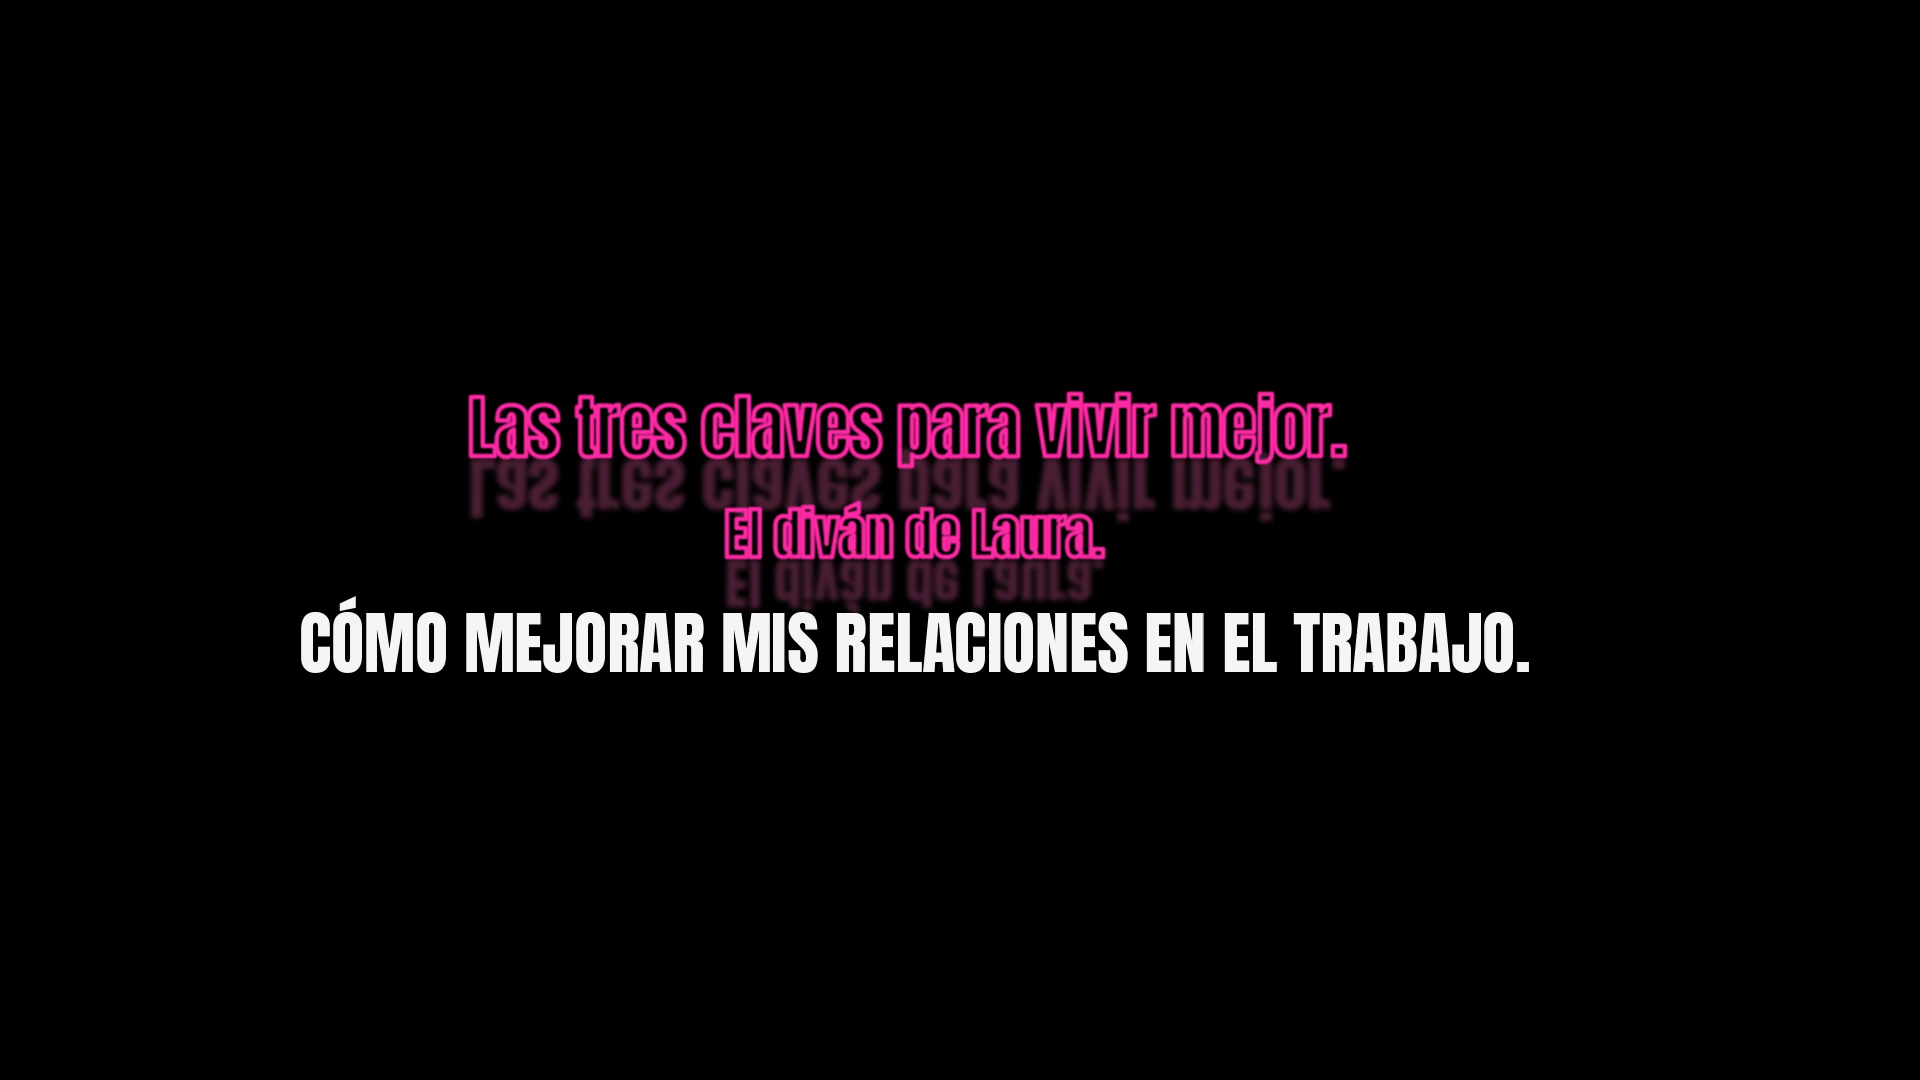 Las tres claves para vivir mejor.
El diván de Laura.
CÓMO MEJORAR MIS RELACIONES EN EL TRABAJO.